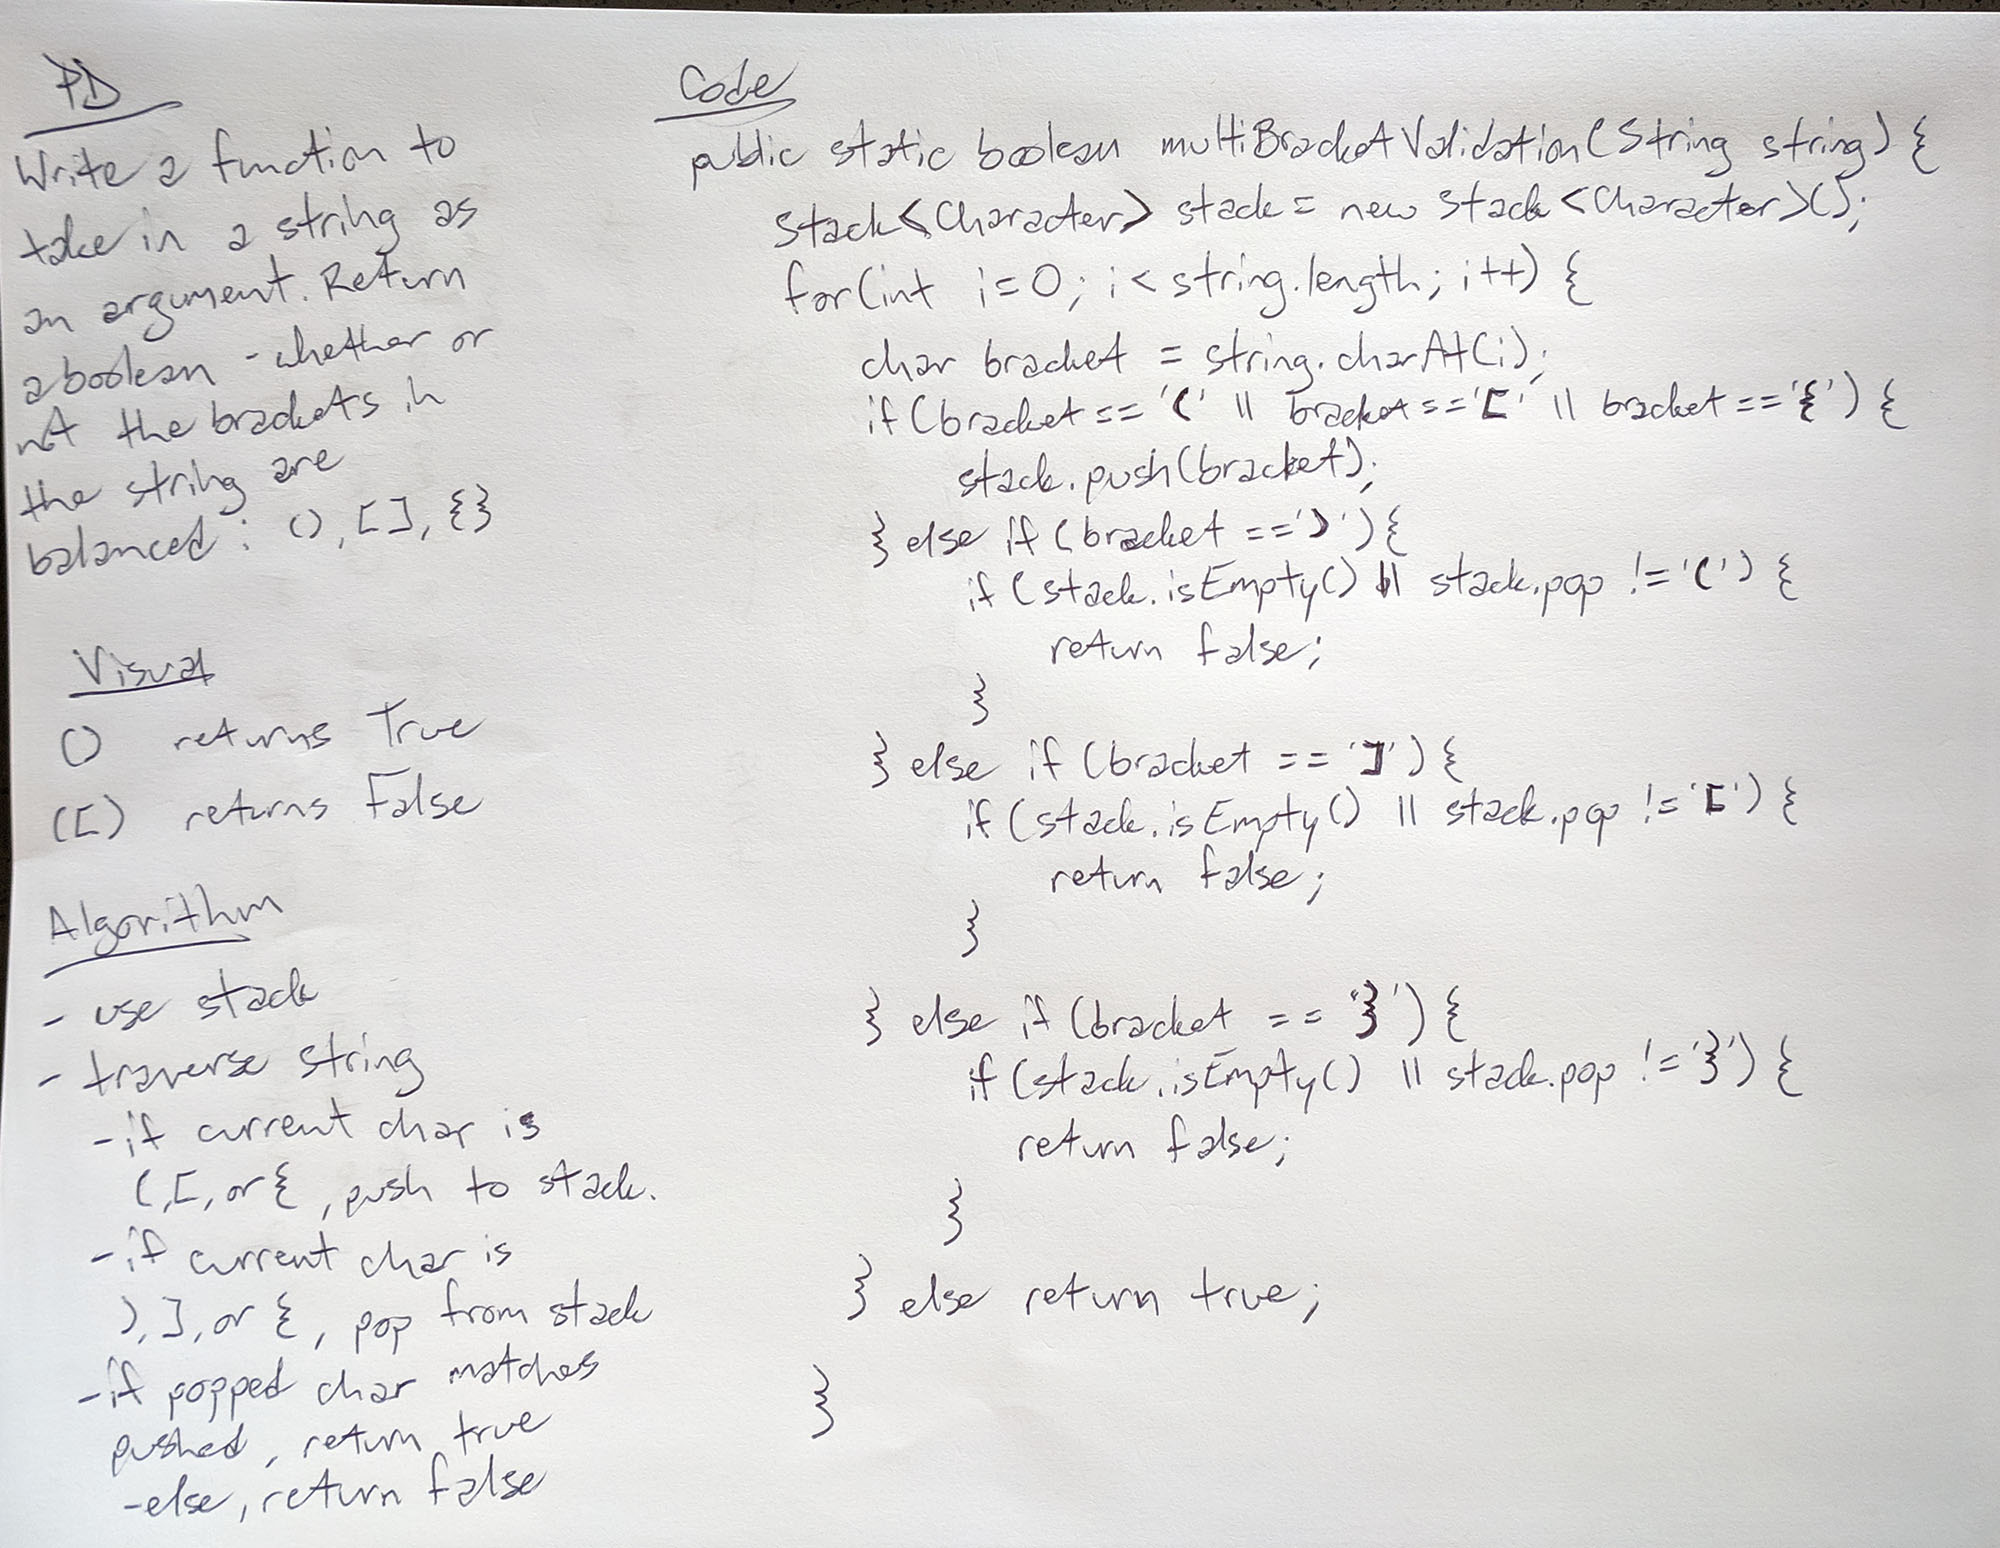 PD
Write a function to
take in a string as
an argument. Return
a boolean - whether or
not the brackets in
the string are
balanced: (), [], {}
Visual
() returns True
([) returns False
Algorithm
- use stack
- traverse string
- if current char is
(, [, or {, push to stack.
- if current char is
), ], or {, pop from stack
- if popped char matches
pushed, return true
- else, return false
Code
public static boolean multiBracketValidation(String string) {
Stack<Character> stack = new Stack<Character>();
for(int i=0; i< string.length; i++) {
char bracket = string.charAt(i);
if (bracket == '(' || bracket == '[' || bracket == '{') {
stack.push(bracket);
} else if (bracket == ')') {
if (stack.isEmpty() || stack.pop != '(') {
return false;
}
} else if (bracket == ']') {
if (stack.isEmpty() || stack.pop != '[') {
return false;
}
} else if (bracket == '}') {
if (stack.isEmpty() || stack.pop != '}') {
return false;
}
} else return true;
}